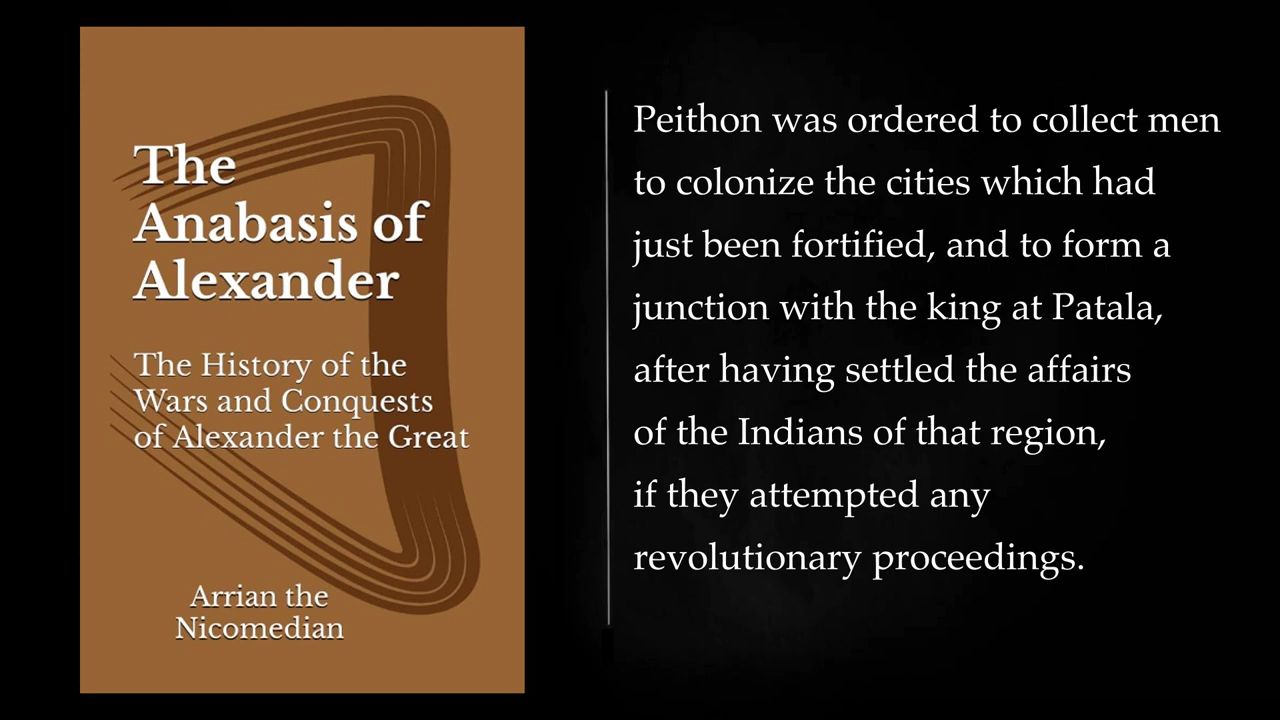 The
Anabasis of
Alexander
The History of the
Wars and Conquests
of Alexander the Great
Arrian the
Nicomedian
Peithon was ordered to collect men
to colonize the cities which had
just been fortified, and to form a
junction with the king at Patala,
after having settled the affairs
of the Indians of that region,
if they attempted any
revolutionary proceedings.